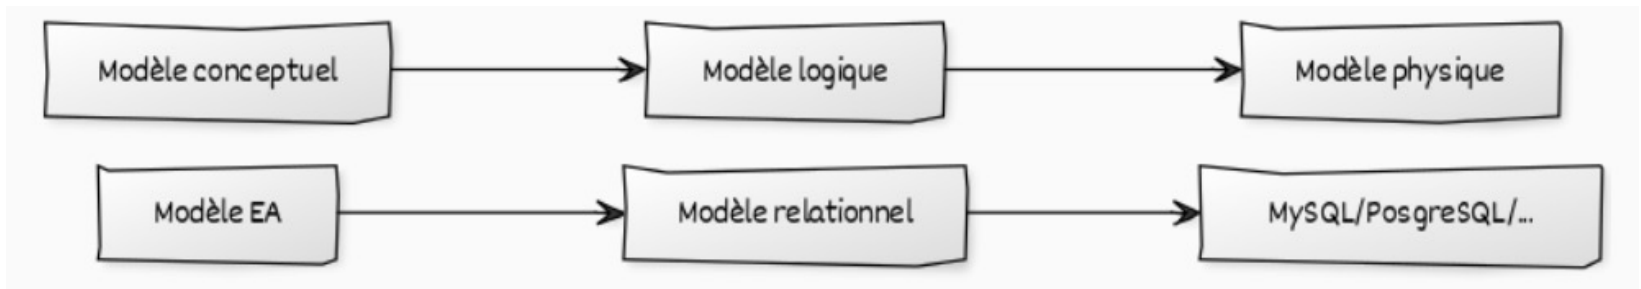 Modèle conceptuel
Modèle logique
Modèle physique
Modèle EA
Modèle relationnel
MySQL/PosgreSQL/...